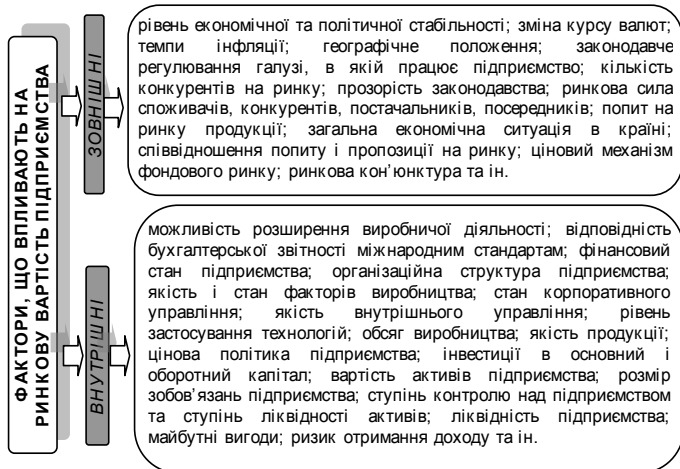 ФАКТОРИ, ЩО ВПЛИВАЮТЬ НА
РИНКОВУ ВАРТІСТЬ ПІДПРИЄМСТВА
ЗОВНІШНІ
рівень економічної та політичної стабільності; зміна курсу валют;
темпи інфляції; географічне положення; законодавче
регулювання галузі, в якій працює підприємство; кількість
конкурентів на ринку; прозорість законодавства; ринкова сила
споживачів, конкурентів, постачальників, посередників; попит на
ринку продукції; загальна економічна ситуація в країні;
співвідношення попиту і пропозиції на ринку; ціновий механізм
фондового ринку; ринкова кон’юнктура та ін.
ВНУТРІШНІ
можливість розширення виробничої діяльності; відповідність
бухгалтерської звітності міжнародним стандартам; фінансовий
стан підприємства; організаційна структура підприємства;
якість і стан факторів виробництва; стан корпоративного
управління; якість внутрішнього управління; рівень
застосування технологій; обсяг виробництва; якість продукції;
цінова політика підприємства; інвестиції в основний і
оборотний капітал; вартість активів підприємства; розмір
зобов’язань підприємства; ступінь контролю над підприємством
та ступінь ліквідності активів; ліквідність підприємства;
майбутні вигоди; ризик отримання доходу та ін.